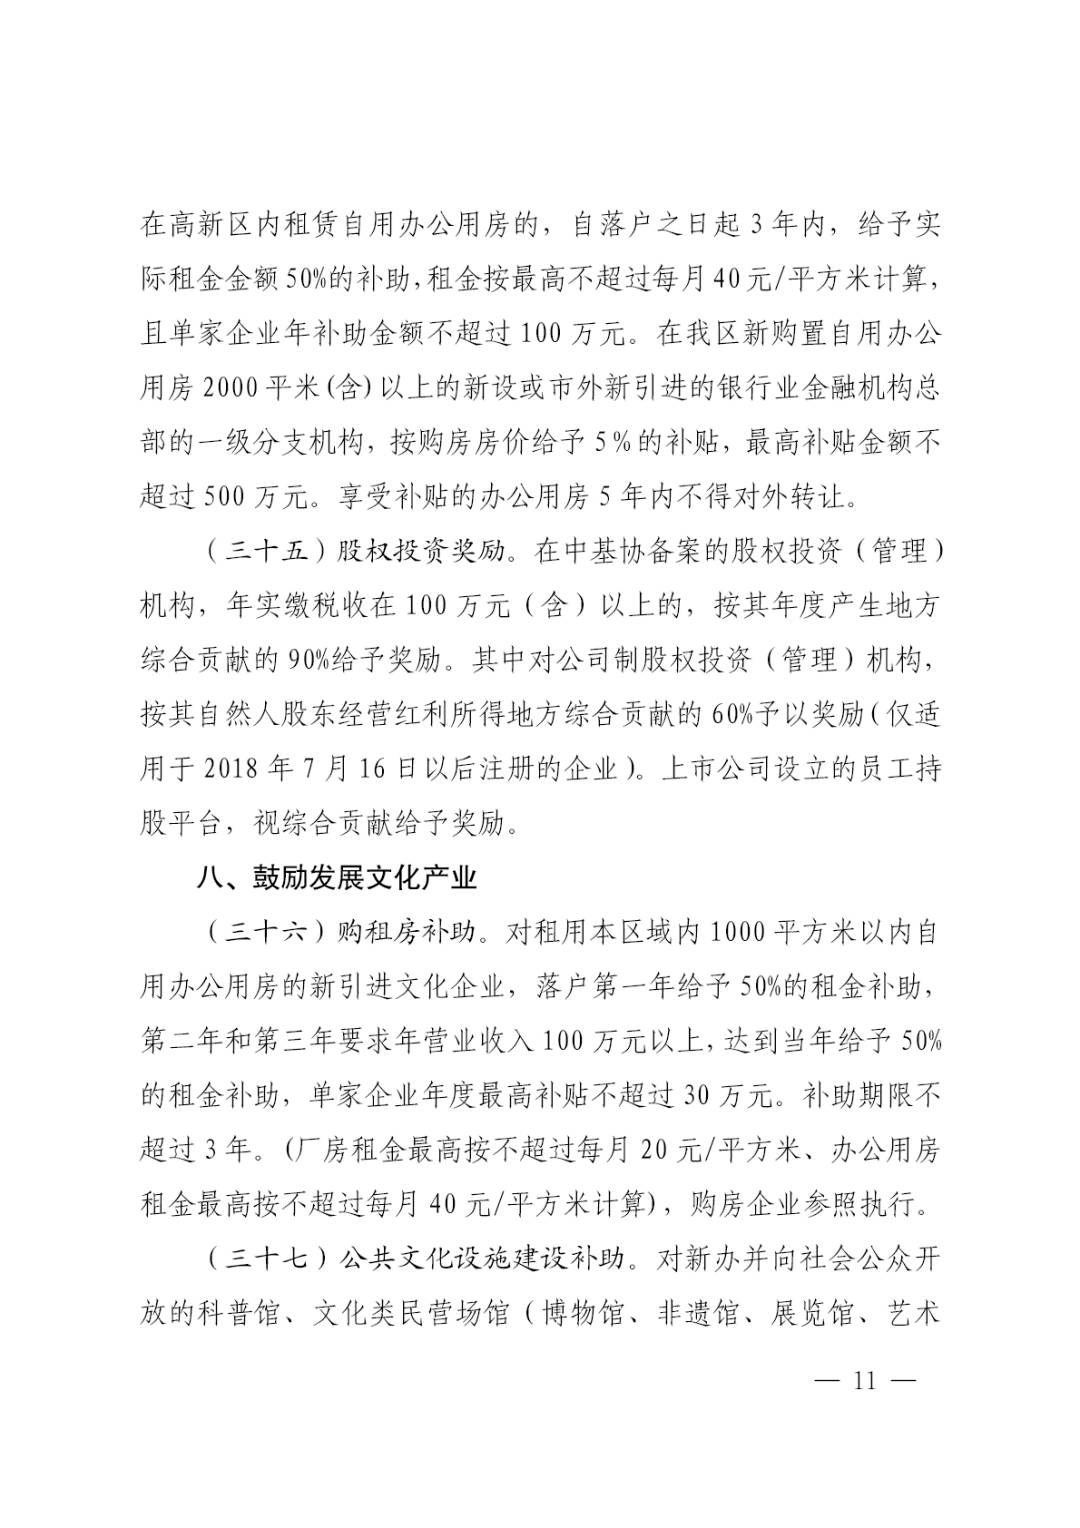 在高新区内租赁自用办公用房的，自落户之日起 3 年内，给予实
际租金金额 50%的补助，租金按最高不超过每月 40 元/平方米计算，
且单家企业年补助金额不超过 100 万元。在我区新购置自用办公
用房 2000 平米(含)以上的新设或市外新引进的银行业金融机构总
部的一级分支机构，按购房房价给予 5%的补贴，最高补贴金额不
超过 500 万元。享受补贴的办公用房 5 年内不得对外转让。
（三十五）股权投资奖励。在中基协备案的股权投资（管理）
机构，年实缴税收在 100 万元（含）以上的，按其年度产生地方
综合贡献的 90%给予奖励。其中对公司制股权投资（管理）机构，
按其自然人股东经营红利所得地方综合贡献的 60%予以奖励(仅适
用于 2018 年 7 月 16 日以后注册的企业)。上市公司设立的员工持
股平台，视综合贡献给予奖励。
八、鼓励发展文化产业
（三十六）购租房补助。对租用本区域内 1000 平方米以内自
用办公用房的新引进文化企业，落户第一年给予 50%的租金补助，
第二年和第三年要求年营业收入 100 万元以上，达到当年给予 50%
的租金补助，单家企业年度最高补贴不超过 30 万元。补助期限不
超过 3 年。(厂房租金最高按不超过每月 20 元/平方米、办公用房
租金最高按不超过每月 40 元/平方米计算)，购房企业参照执行。
（三十七）公共文化设施建设补助。对新办并向社会公众开
放的科普馆、文化类民营场馆（博物馆、非遗馆、展览馆、艺术
— 11 —